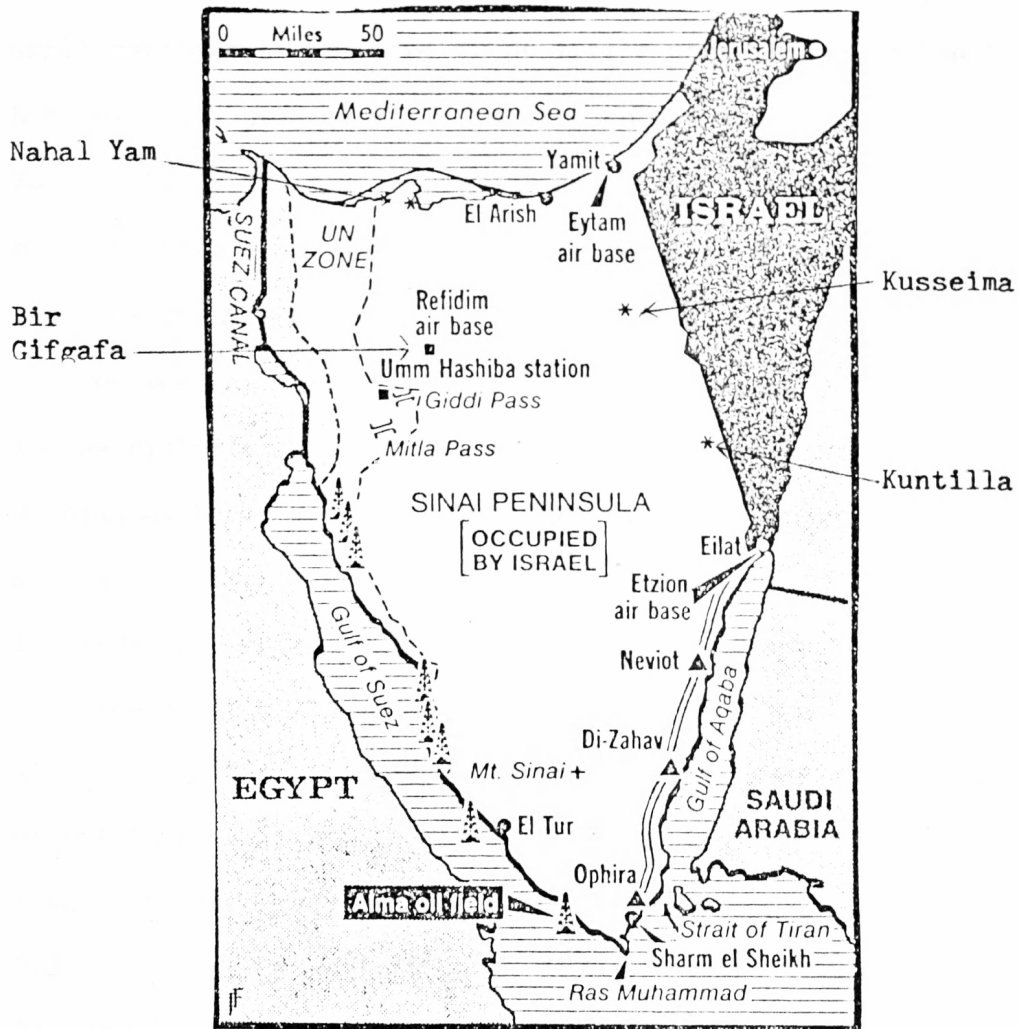 0 Miles 50
Jerusalem
Mediterranean Sea
Nahal Yam
Yamit
El Arish
ISRAEL
Eytam
air base
UN
ZONE
SUEZ CANAL
Kusseima
Refidim
air base
Bir
Gifgafa
Umm Hashiba station
Giddi Pass
Mitla Pass
Kuntilla
SINAI PENINSULA
OCCUPIED
BY ISRAEL
Eilat
Etzion
air base
Gulf of Suez
Neviot
Gulf of Aqaba
Di-Zahav
Mt. Sinai +
EGYPT
SAUDI
ARABIA
El Tur
Ophira
Alma oil field
Strait of Tiran
Sharm el Sheikh
Ras Muhammad